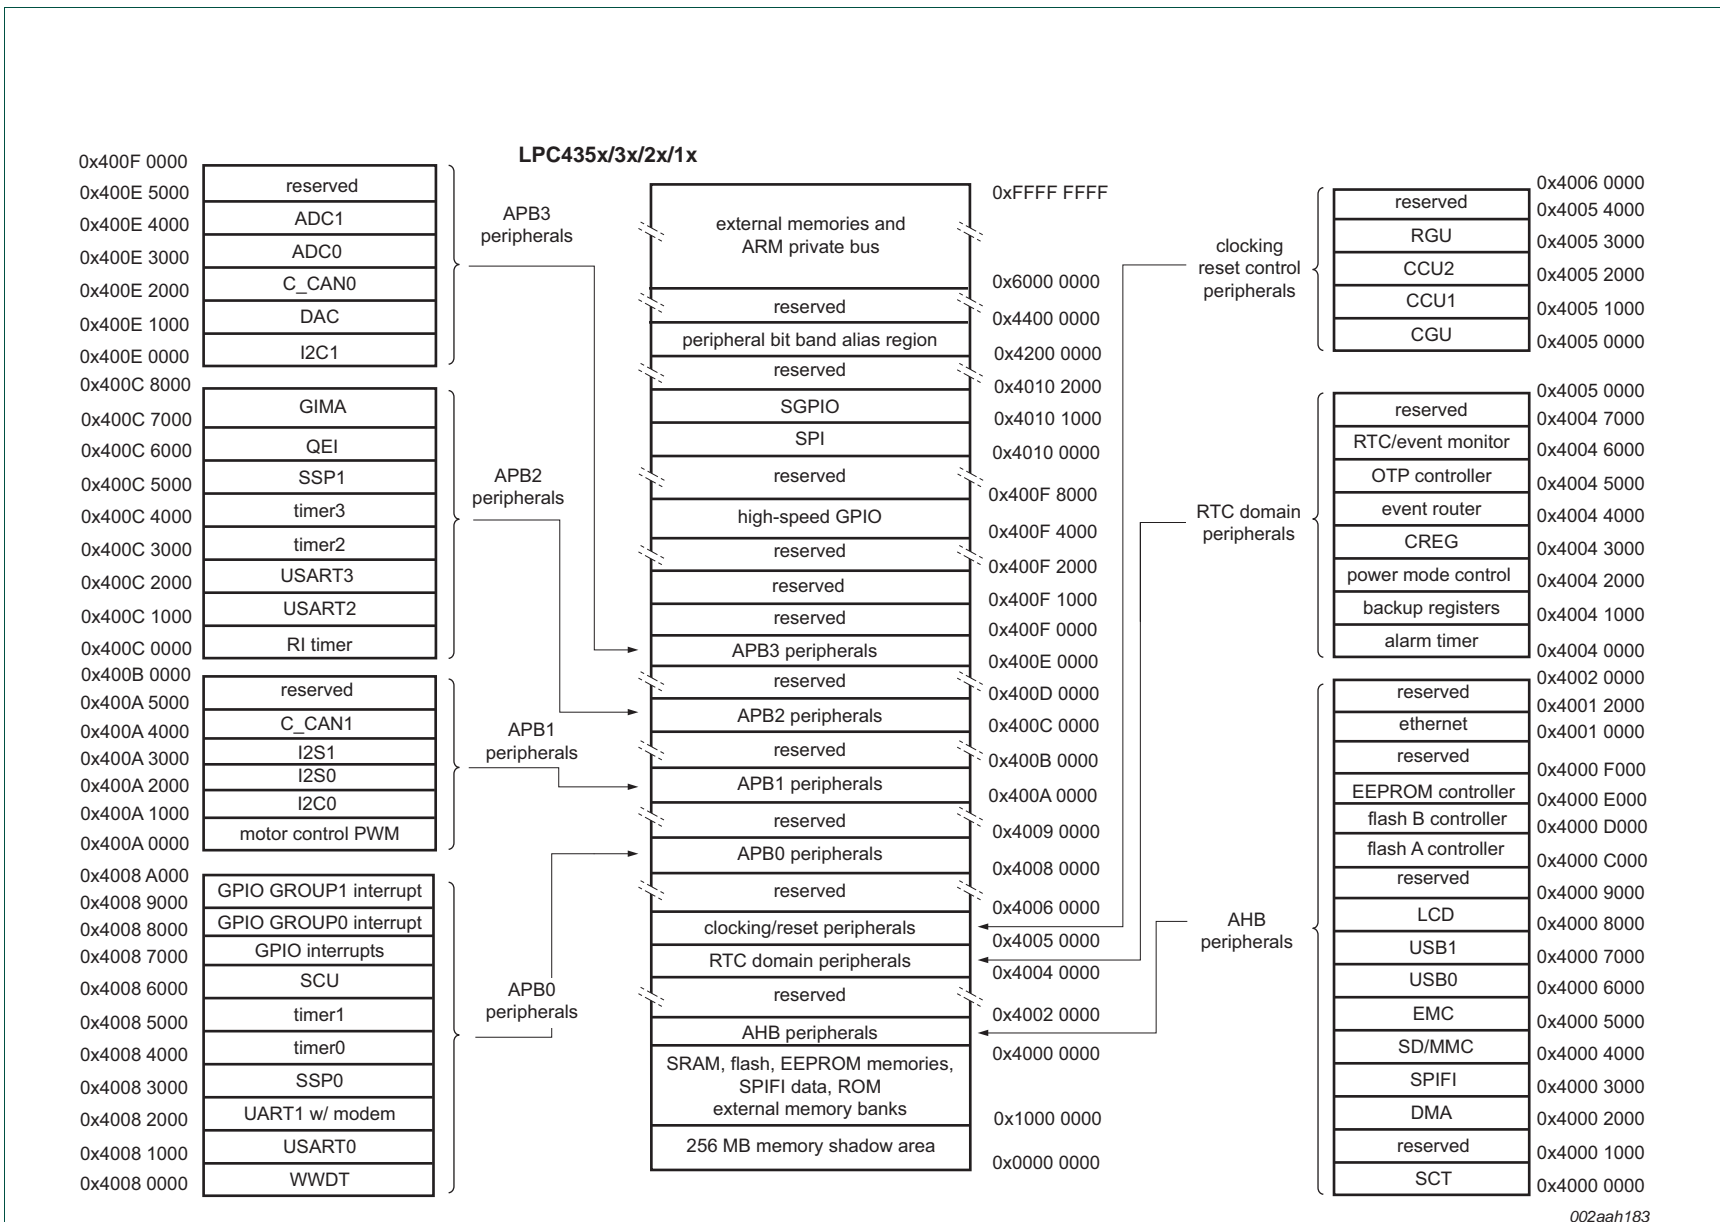 LPC435x/3x/2x/1x
0x400F 0000
reserved
0x400E 5000
ADC1
0x400E 4000
ADC0
0x400E 3000
C_CAN0
0x400E 2000
DAC
0x400E 1000
I2C1
0x400E 0000
APB3
peripherals
0x400C 8000
GIMA
0x400C 7000
QEI
0x400C 6000
SSP1
0x400C 5000
timer3
0x400C 4000
timer2
0x400C 3000
USART3
0x400C 2000
USART2
0x400C 1000
RI timer
0x400C 0000
APB2
peripherals
0x400B 0000
reserved
0x400A 5000
C_CAN1
0x400A 4000
I2S1
0x400A 3000
I2S0
0x400A 2000
I2C0
0x400A 1000
motor control PWM
0x400A 0000
APB1
peripherals
0x4008 A000
GPIO GROUP1 interrupt
0x4008 9000
GPIO GROUP0 interrupt
0x4008 8000
GPIO interrupts
0x4008 7000
SCU
0x4008 6000
timer1
0x4008 5000
timer0
0x4008 4000
SSP0
0x4008 3000
UART1 w/ modem
0x4008 2000
USART0
0x4008 1000
WWDT
0x4008 0000
APB0
peripherals
0xFFFF FFFF
external memories and
ARM private bus
0x6000 0000
reserved
0x4400 0000
peripheral bit band alias region
0x4200 0000
reserved
0x4010 2000
SGPIO
0x4010 1000
SPI
0x4010 0000
reserved
0x400F 8000
high-speed GPIO
0x400F 4000
reserved
0x400F 2000
reserved
0x400F 1000
reserved
0x400F 0000
APB3 peripherals
0x400E 0000
reserved
0x400D 0000
APB2 peripherals
0x400C 0000
reserved
0x400B 0000
APB1 peripherals
0x400A 0000
reserved
0x4009 0000
APB0 peripherals
0x4008 0000
reserved
0x4006 0000
clocking/reset peripherals
0x4005 0000
RTC domain peripherals
0x4004 0000
reserved
0x4002 0000
AHB peripherals
0x4000 0000
SRAM, flash, EEPROM memories,
SPIFI data, ROM
external memory banks
0x1000 0000
256 MB memory shadow area
0x0000 0000
clocking
reset control
peripherals
0x4006 0000
reserved
0x4005 4000
RGU
0x4005 3000
CCU2
0x4005 2000
CCU1
0x4005 1000
CGU
0x4005 0000
RTC domain
peripherals
0x4005 0000
reserved
0x4004 7000
RTC/event monitor
0x4004 6000
OTP controller
0x4004 5000
event router
0x4004 4000
CREG
0x4004 3000
power mode control
0x4004 2000
backup registers
0x4004 1000
alarm timer
0x4004 0000
AHB
peripherals
0x4002 0000
reserved
0x4001 2000
ethernet
0x4001 0000
reserved
0x4000 F000
EEPROM controller
0x4000 E000
flash B controller
0x4000 D000
flash A controller
0x4000 C000
reserved
0x4000 9000
LCD
0x4000 8000
USB1
0x4000 7000
USB0
0x4000 6000
EMC
0x4000 5000
SD/MMC
0x4000 4000
SPIFI
0x4000 3000
DMA
0x4000 2000
reserved
0x4000 1000
SCT
0x4000 0000
002aah183